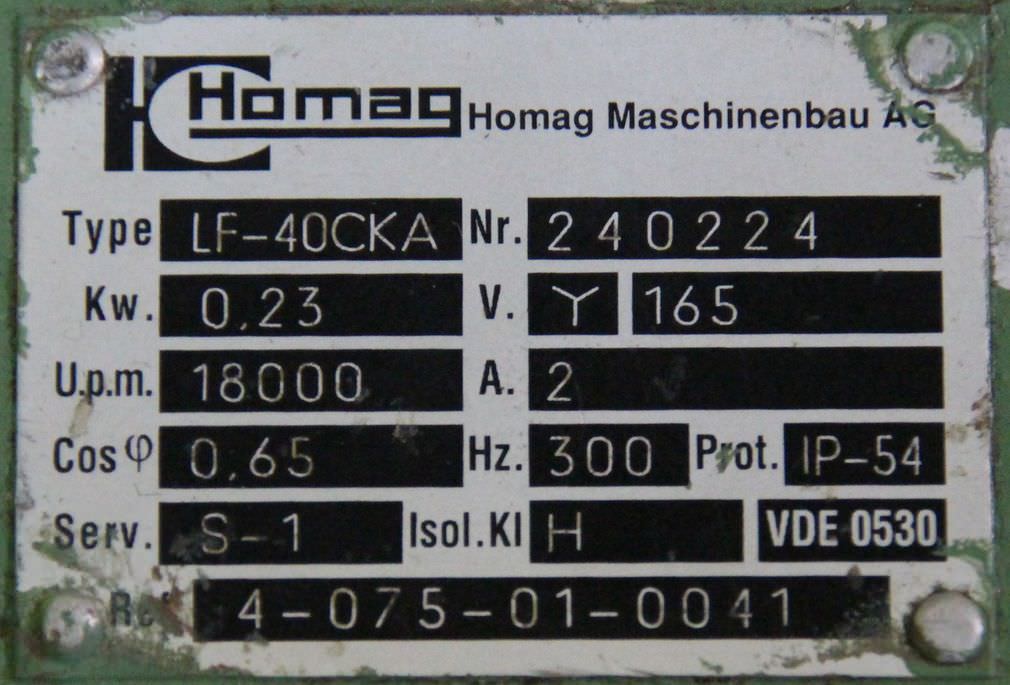 Homag Homag Maschinenbau AG
Type LF-40CKA Nr. 240224
Kw. 0,23 V. Y 165
U.p.m. 18000 A. 2
Cos φ 0,65 Hz. 300 Prot. IP-54
Serv. S-1 Isol.Kl H VDE 0530
4-075-01-0041